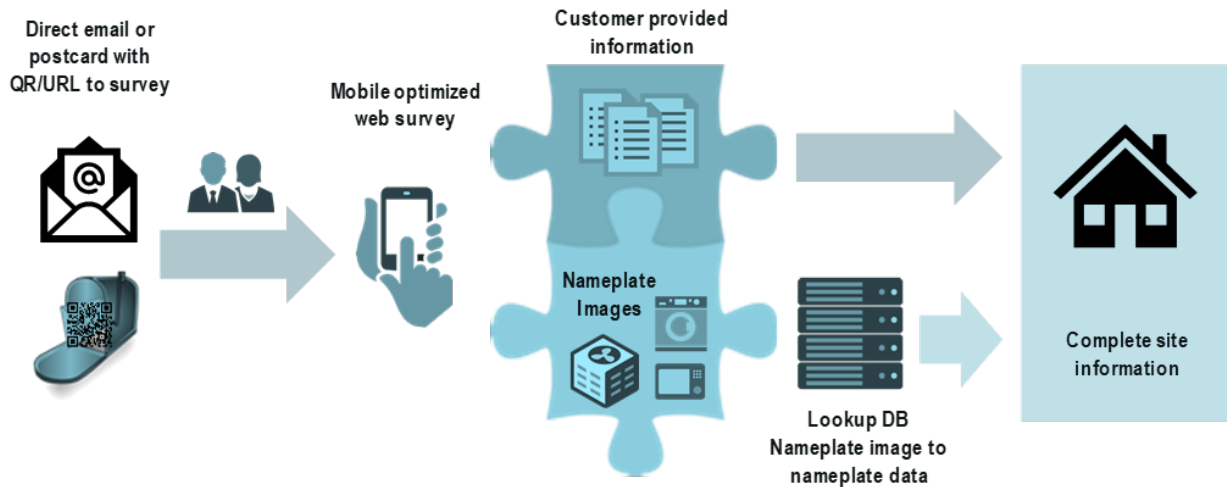 Direct email or
postcard with
QR/URL to survey
@
Mobile optimized
web survey
Customer provided
information
Nameplate
Images
Lookup DB
Nameplate image to
nameplate data
Complete site
information